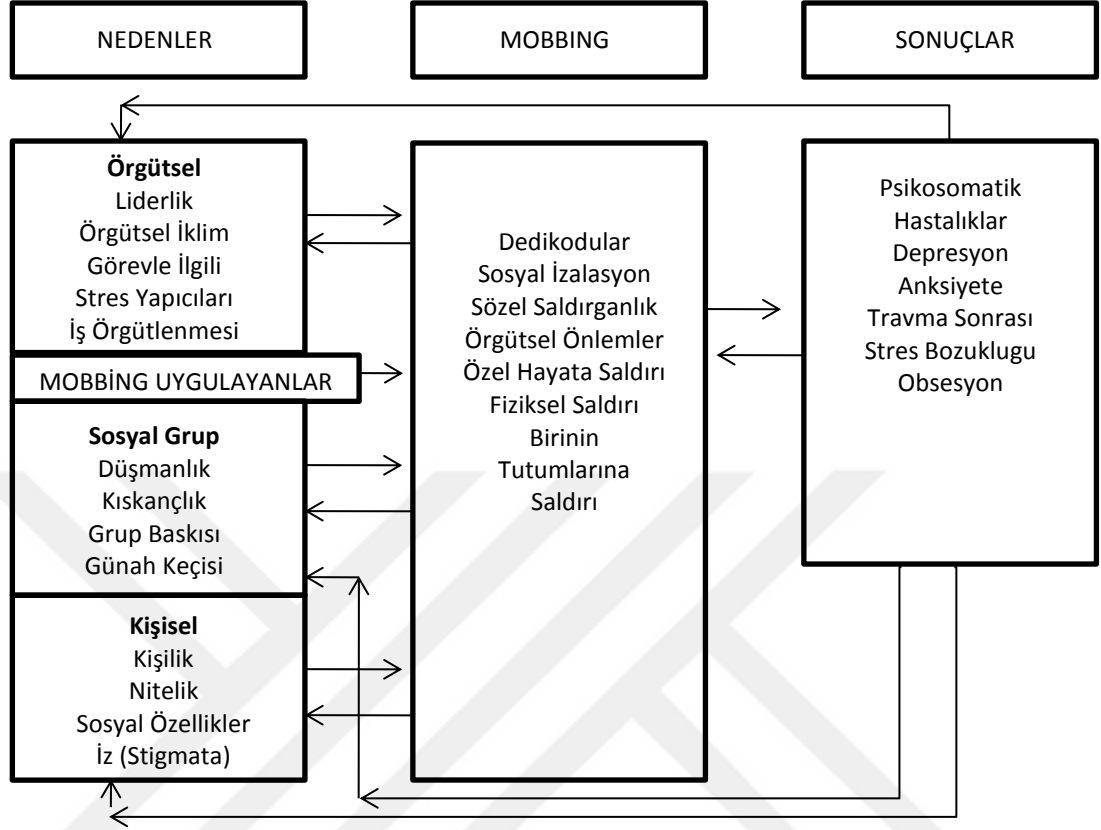 NEDENLER
MOBBING
SONUÇLAR
Örgütsel
Liderlik
Örgütsel İklim
Görevle İlgili
Stres Yapıcıları
İş Örgütlenmesi
MOBBİNG UYGULAYANLAR
Sosyal Grup
Düşmanlık
Kıskançlık
Grup Baskısı
Günah Keçisi
Kişisel
Kişilik
Nitelik
Sosyal Özellikler
İz (Stigmata)
Dedikodular
Sosyal İzalasyon
Sözel Saldırganlık
Örgütsel Önlemler
Özel Hayata Saldırı
Fiziksel Saldırı
Birinin
Tutumlarına
Saldırı
Psikosomatik
Hastalıklar
Depresyon
Anksiyete
Travma Sonrası
Stres Bozuklugu
Obsesyon